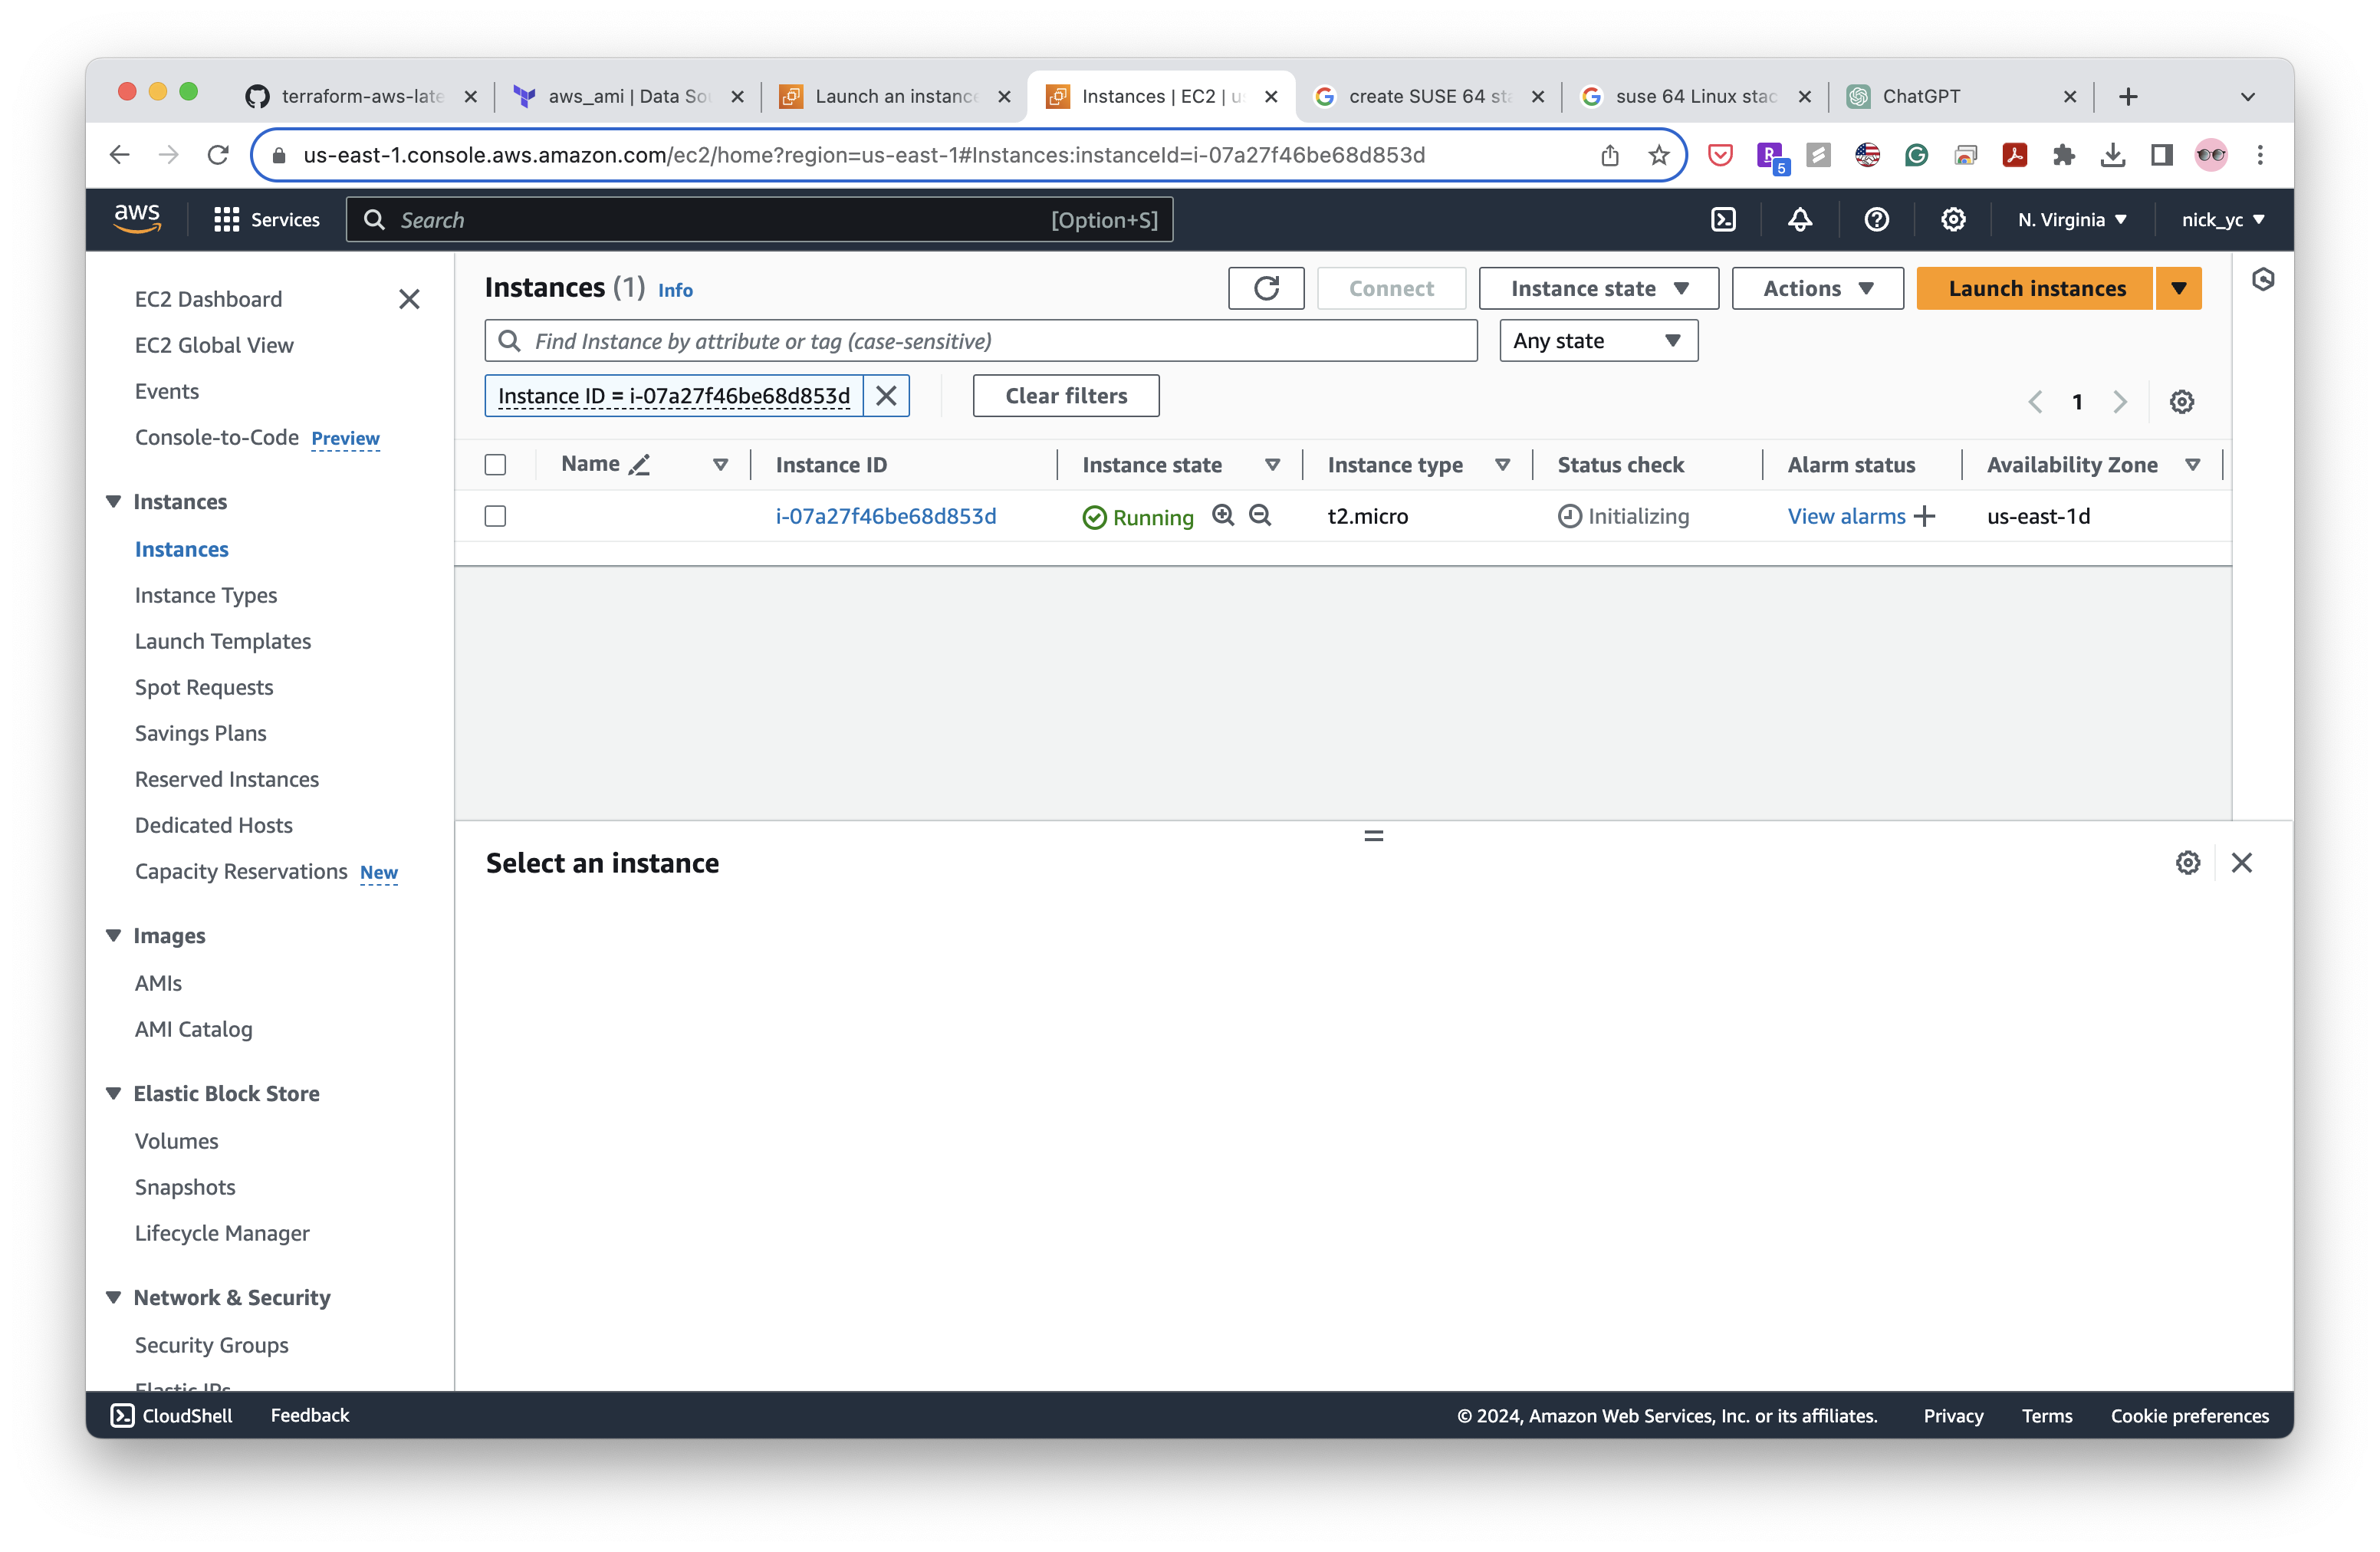 terraform-aws-late
aws_ami | Data Sou
Launch an instance
Instances | EC2 | us
create SUSE 64 sta
suse 64 Linux stac
ChatGPT
us-east-1.console.aws.amazon.com/ec2/home?region=us-east-1#Instances:instanceId=i-07a27f46be68d853d
5
aws
Services
Search
[Option+S]
N. Virginia
nick_yc
EC2 Dashboard
EC2 Global View
Events
Console-to-Code Preview
Instances
Instances
Instance Types
Launch Templates
Spot Requests
Savings Plans
Reserved Instances
Dedicated Hosts
Capacity Reservations New
Images
AMIs
AMI Catalog
Elastic Block Store
Volumes
Snapshots
Lifecycle Manager
Network & Security
Security Groups
Elastic IPs
Instances (1) Info
Connect
Instance state
Actions
Launch instances
Find Instance by attribute or tag (case-sensitive)
Any state
Instance ID = i-07a27f46be68d853d
Clear filters
1
Name
Instance ID
Instance state
Instance type
Status check
Alarm status
Availability Zone
i-07a27f46be68d853d
Running
t2.micro
Initializing
View alarms
us-east-1d
Select an instance
CloudShell
Feedback
© 2024, Amazon Web Services, Inc. or its affiliates.
Privacy
Terms
Cookie preferences